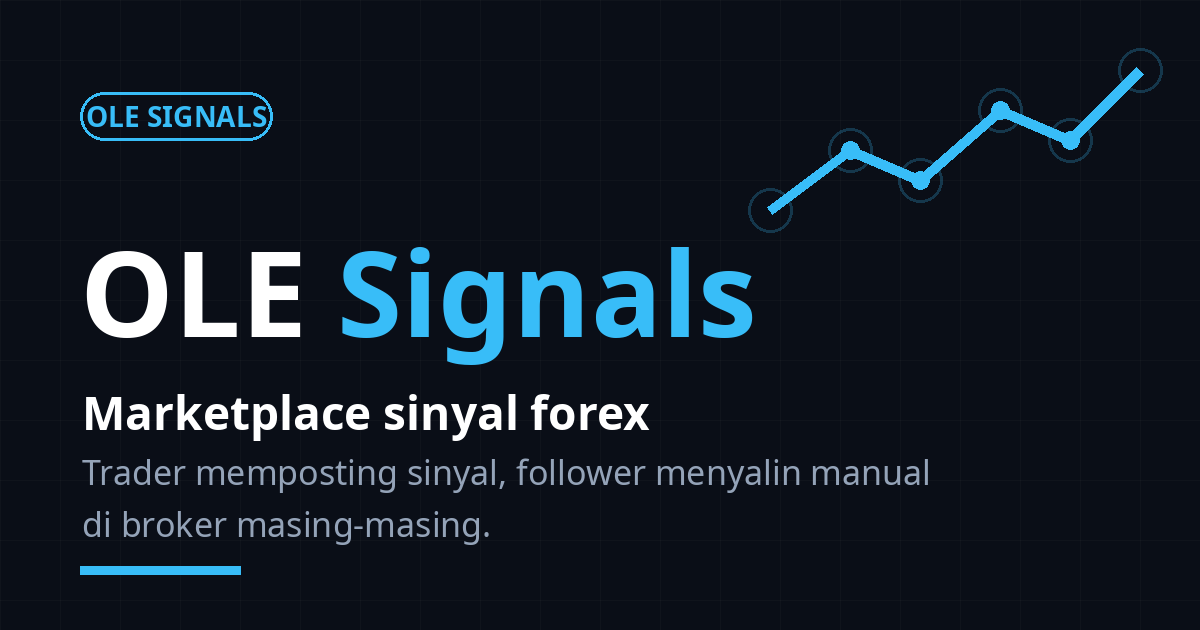 OLE SIGNALS
OLE Signals
Marketplace sinyal forex
Trader memposting sinyal, follower menyalin manual
di broker masing-masing.